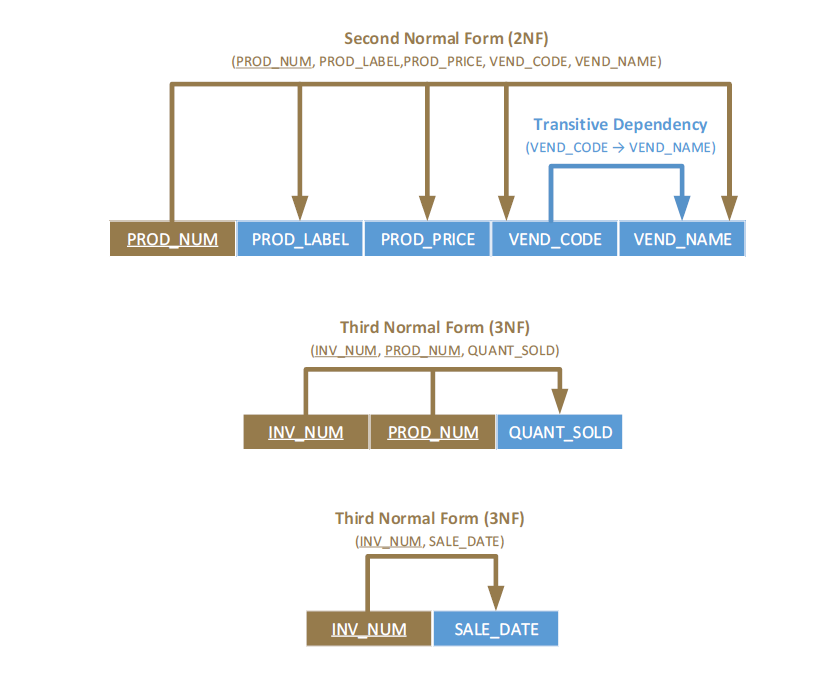 Second Normal Form (2NF)
(PROD_NUM, PROD_LABEL,PROD_PRICE, VEND_CODE, VEND_NAME)
Transitive Dependency
(VEND_CODE → VEND_NAME)
PROD_NUM PROD_LABEL PROD_PRICE VEND_CODE VEND_NAME
Third Normal Form (3NF)
(INV_NUM, PROD_NUM, QUANT_SOLD)
INV_NUM PROD_NUM QUANT_SOLD
Third Normal Form (3NF)
(INV_NUM, SALE_DATE)
INV_NUM SALE_DATE